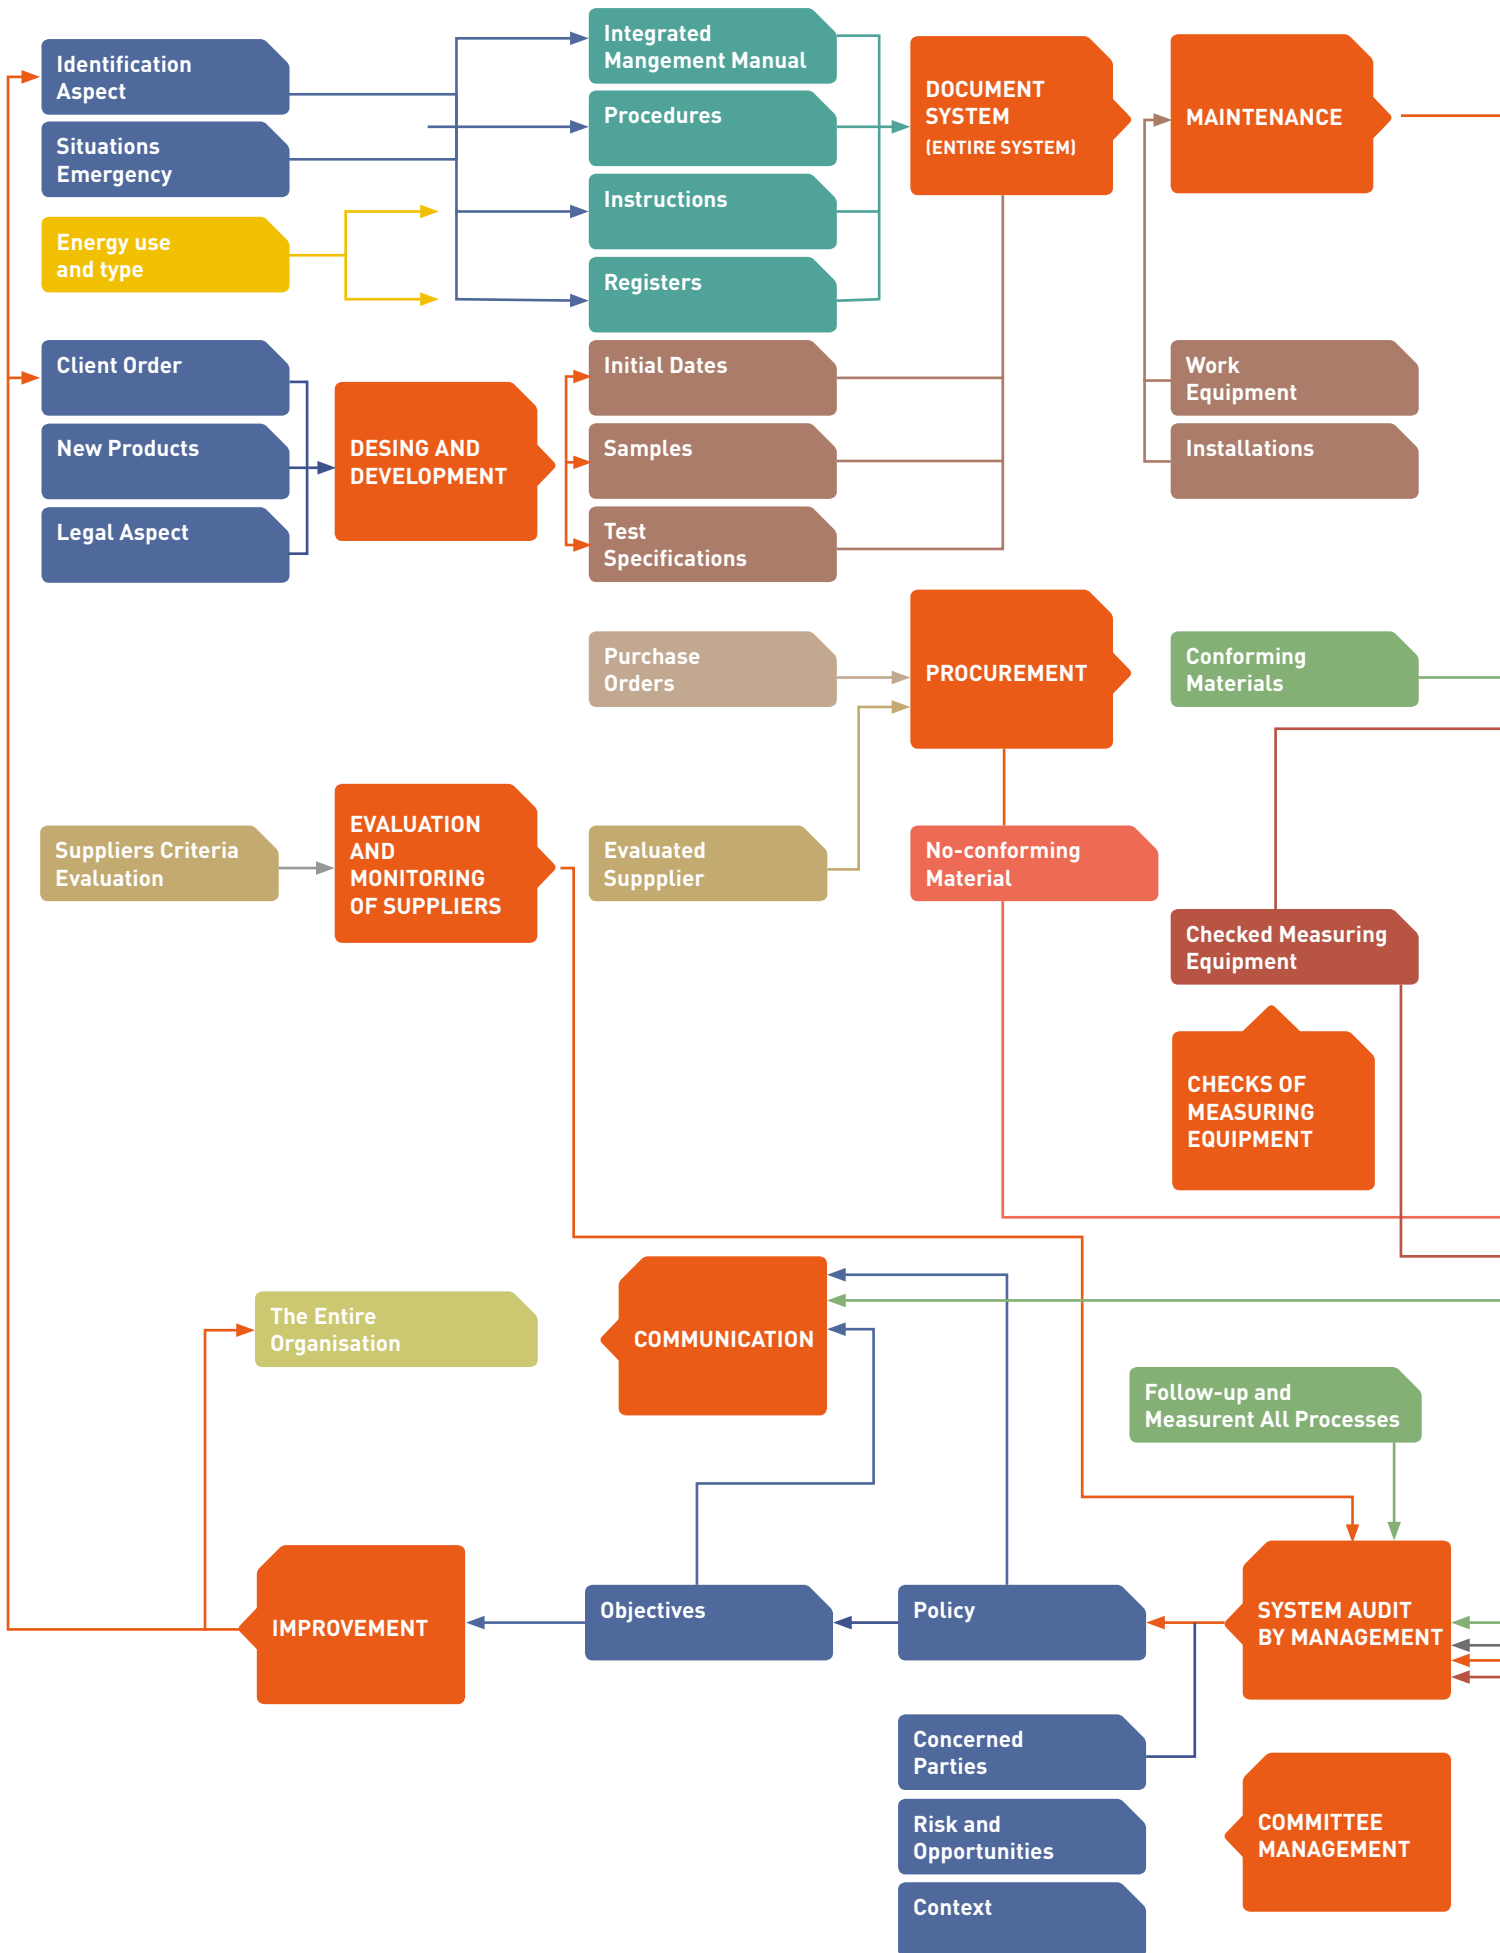 Identification
Aspect
Situations
Emergency
Energy use
and type
Integrated
Mangement Manual
Procedures
Instructions
Registers
DOCUMENT
SYSTEM
(ENTIRE SYSTEM)
MAINTENANCE
Client Order
New Products
Legal Aspect
DESING AND
DEVELOPMENT
Initial Dates
Samples
Test
Specifications
Work
Equipment
Installations
Purchase
Orders
PROCUREMENT
Conforming
Materials
Suppliers Criteria
Evaluation
EVALUATION
AND
MONITORING
OF SUPPLIERS
Evaluated
Suppplier
No-conforming
Material
Checked Measuring
Equipment
CHECKS OF
MEASURING
EQUIPMENT
The Entire
Organisation
COMMUNICATION
Follow-up and
Measurent All Processes
IMPROVEMENT
Objectives
Policy
SYSTEM AUDIT
BY MANAGEMENT
Concerned
Parties
Risk and
Opportunities
Context
COMMITTEE
MANAGEMENT